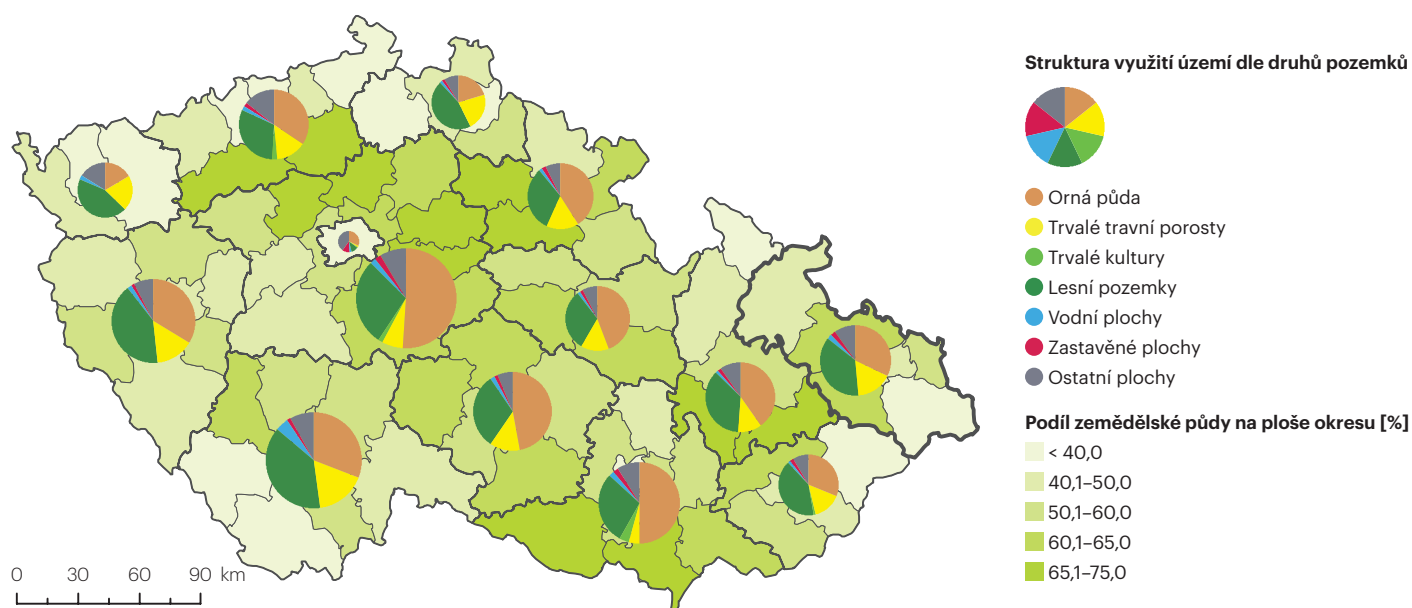 Struktura využití území dle druhů pozemků
Orná půda
Trvalé travní porosty
Trvalé kultury
Lesní pozemky
Vodní plochy
Zastavěné plochy
Ostatní plochy
Podíl zemědělské půdy na ploše okresu [%]
< 40,0
40,1–50,0
50,1–60,0
60,1–65,0
65,1–75,0
0 30 60 90 km